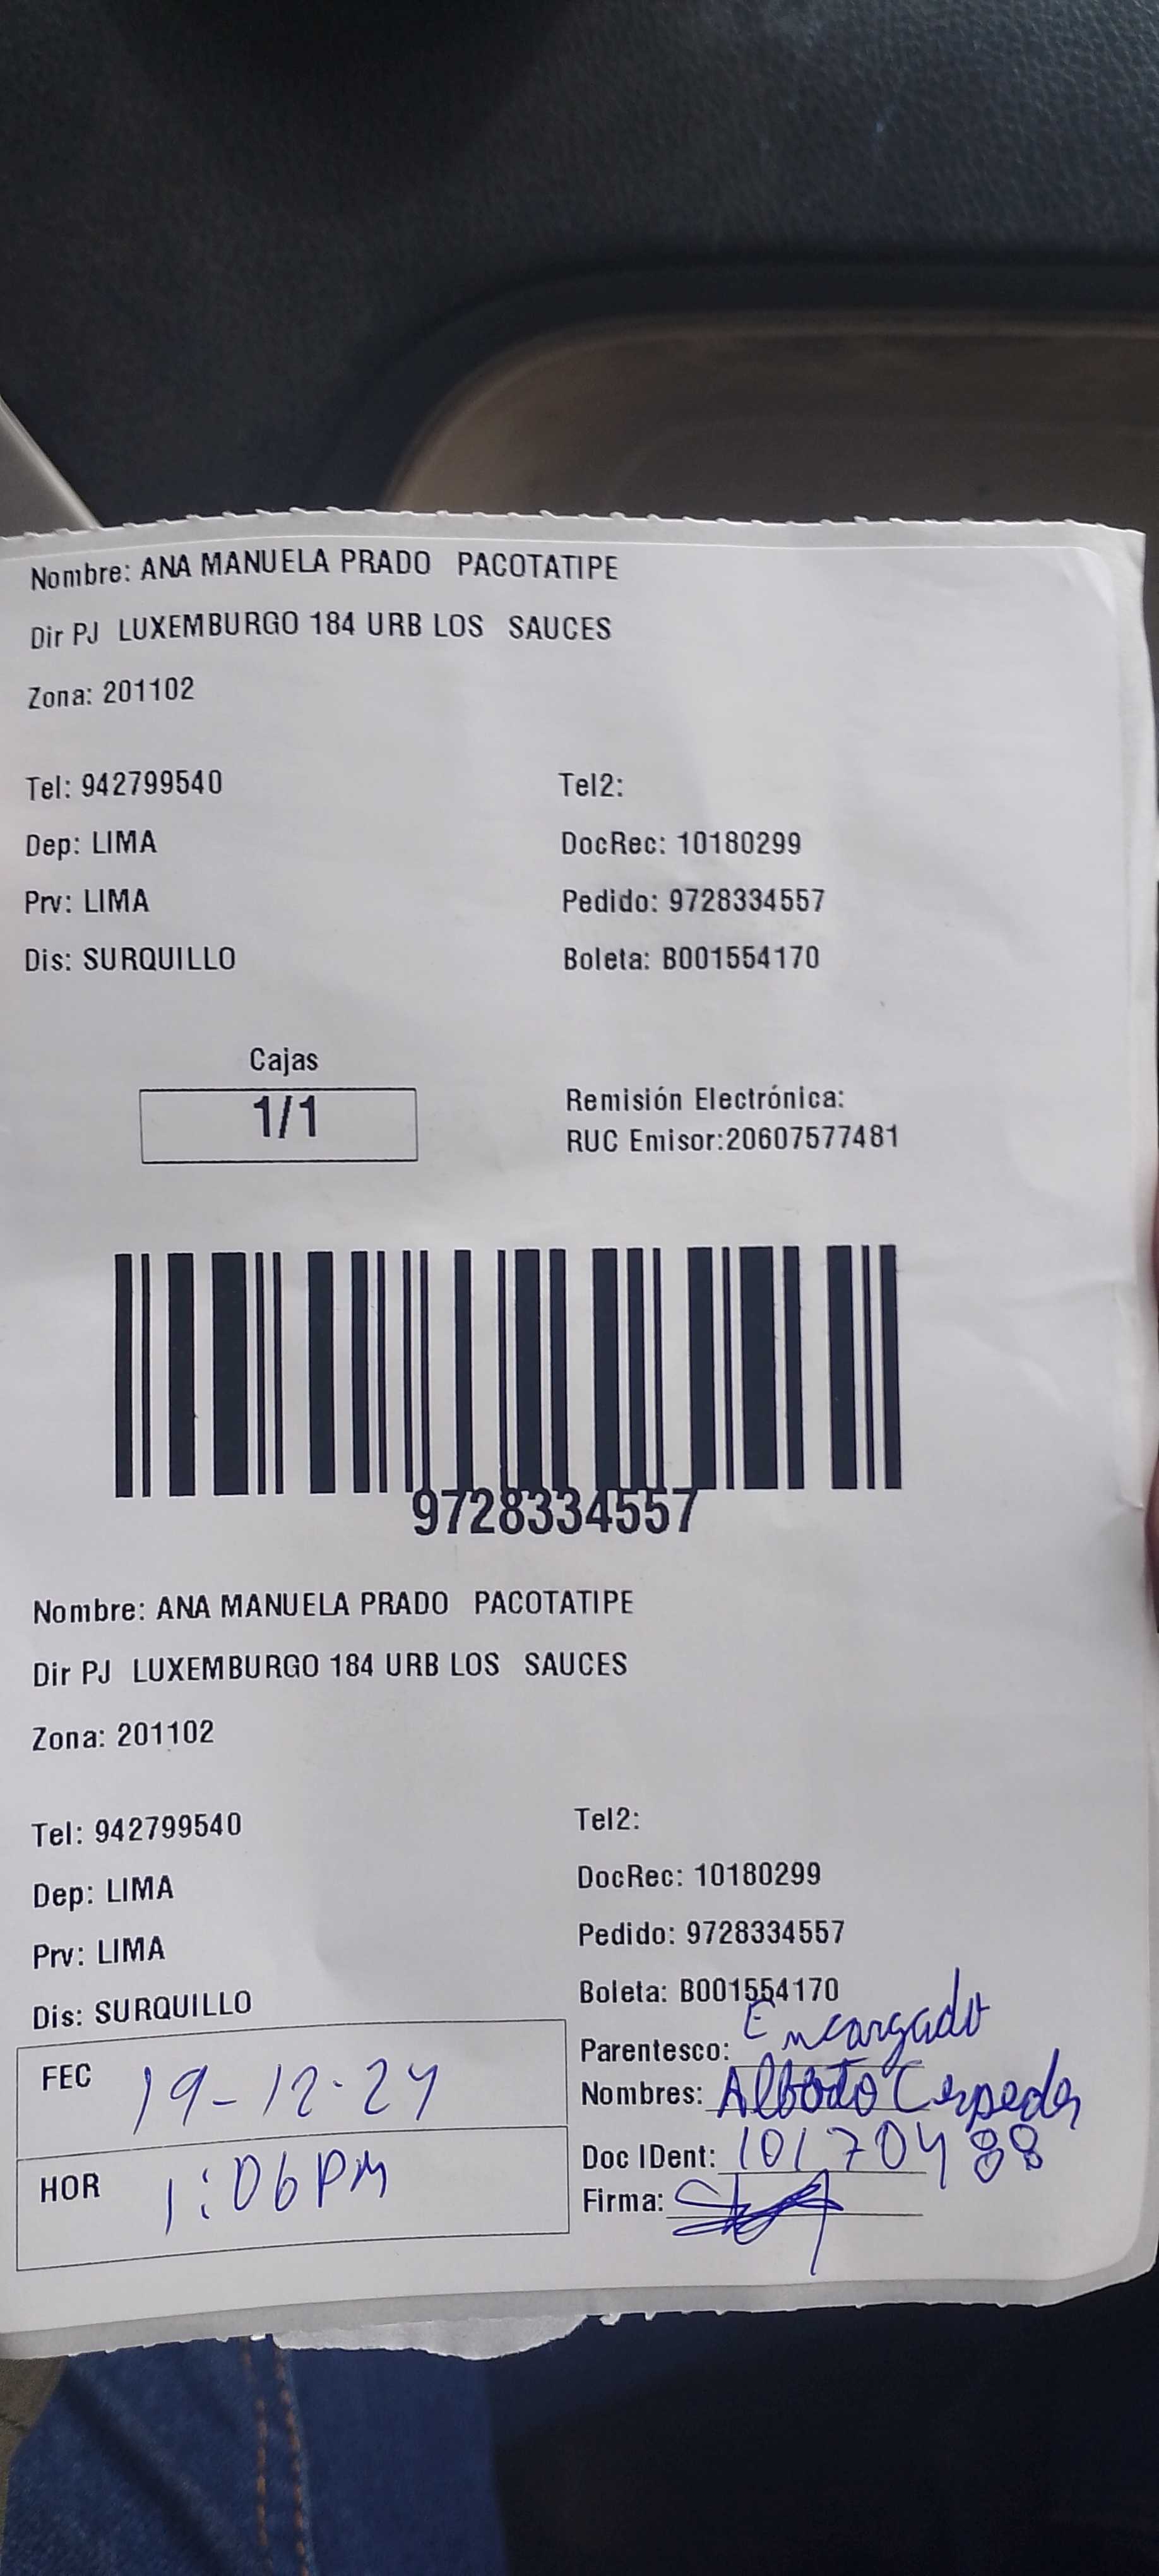 Nombre: ANA MANUELA PRADO PACOTATIPE
Dir PJ LUXEMBURGO 184 URB LOS SAUCES
Zona: 201102
Tel: 942799540 Tel2:
Dep: LIMA DocRec: 10180299
Prv: LIMA Pedido: 9728334557
Dis: SURQUILLO Boleta: B001554170
Cajas
1/1
Remisión Electrónica:
RUC Emisor:20607577481
9728334557
Nombre: ANA MANUELA PRADO PACOTATIPE
Dir PJ LUXEMBURGO 184 URB LOS SAUCES
Zona: 201102
Tel: 942799540 Tel2:
Dep: LIMA DocRec: 10180299
Prv: LIMA Pedido: 9728334557
Dis: SURQUILLO Boleta: B001554170
FEC 19-12-24
HOR 1:06PM
Parentesco: Encargado
Nombres: Alberto Cespedes
Doc IDent: 10170488
Firma: